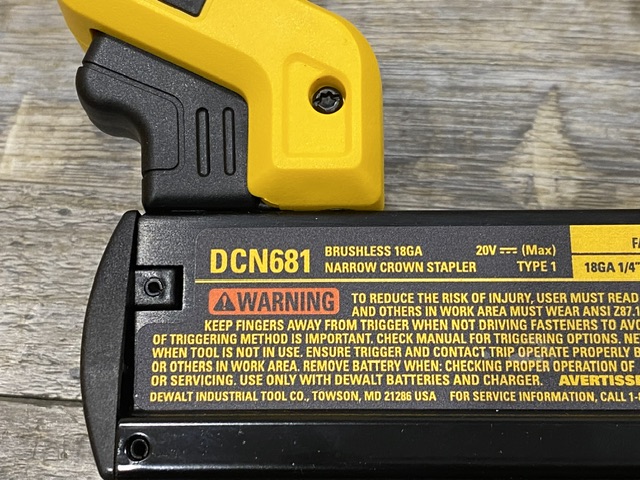 DCN681 BRUSHLESS 18GA 20V ⎓ (Max)
NARROW CROWN STAPLER TYPE 1 18GA 1/4"
WARNING TO REDUCE THE RISK OF INJURY, USER MUST READ
AND OTHERS IN WORK AREA MUST WEAR ANSI Z87.1
KEEP FINGERS AWAY FROM TRIGGER WHEN NOT DRIVING FASTENERS TO
OF TRIGGERING METHOD IS IMPORTANT. CHECK MANUAL FOR TRIGGERING OPTIONS.
WHEN TOOL IS NOT IN USE. ENSURE TRIGGER AND CONTACT TRIP OPERATE PROPERLY
OR OTHERS IN WORK AREA. REMOVE BATTERY WHEN: CHECKING PROPER OPERATION OF
OR SERVICING. USE ONLY WITH DEWALT BATTERIES AND CHARGER.
DEWALT INDUSTRIAL TOOL CO., TOWSON, MD 21286 USA FOR SERVICE INFORMATION, CALL 1-